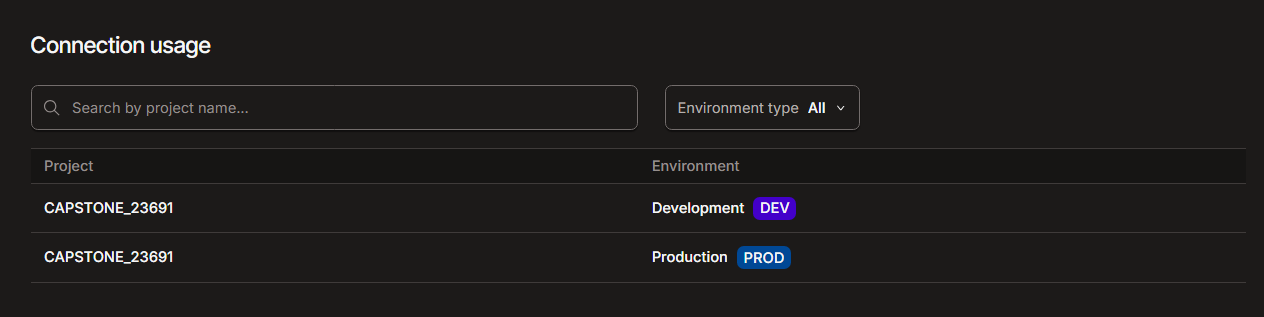 Connection usage
Search by project name...
Environment type All
Project Environment
CAPSTONE_23691 Development DEV
CAPSTONE_23691 Production PROD